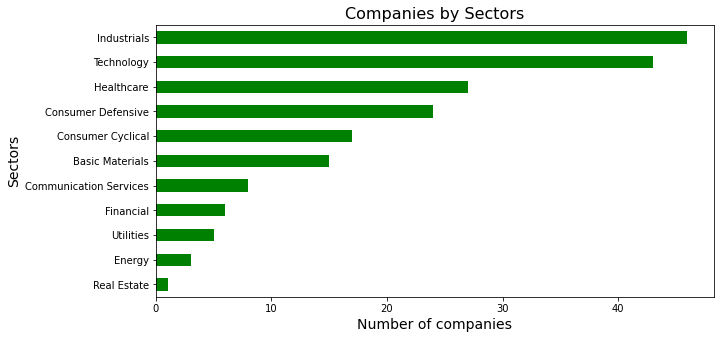 Companies by Sectors
Sectors
Industrials
Technology
Healthcare
Consumer Defensive
Consumer Cyclical
Basic Materials
Communication Services
Financial
Utilities
Energy
Real Estate
0 10 20 30 40
Number of companies